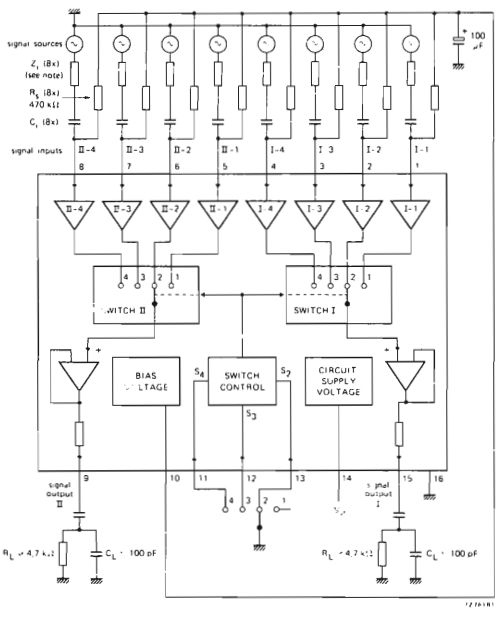 100
μF
signal sources
Zᵢ (8x)
(see note)
Rₛ (8x)
470 kΩ
Cᵢ (8x)
signal inputs II-4 II-3 II-2 II-1 I-4 I-3 I-2 I-1
8 7 6 5 4 3 2 1
II-4 II-3 II-2 II-1 I-4 I-3 I-2 I-1
4 3 2 1 4 3 2 1
SWITCH II SWITCH I
+ +
BIAS VOLTAGE
S4 SWITCH CONTROL S2
S3
CIRCUIT SUPPLY VOLTAGE
9 10 11 12 13 14 15 16
signal output II
4 3 2 1
signal output I
R_L 4,7 kΩ C_L 100 pF R_L 4,7 kΩ C_L 100 pF